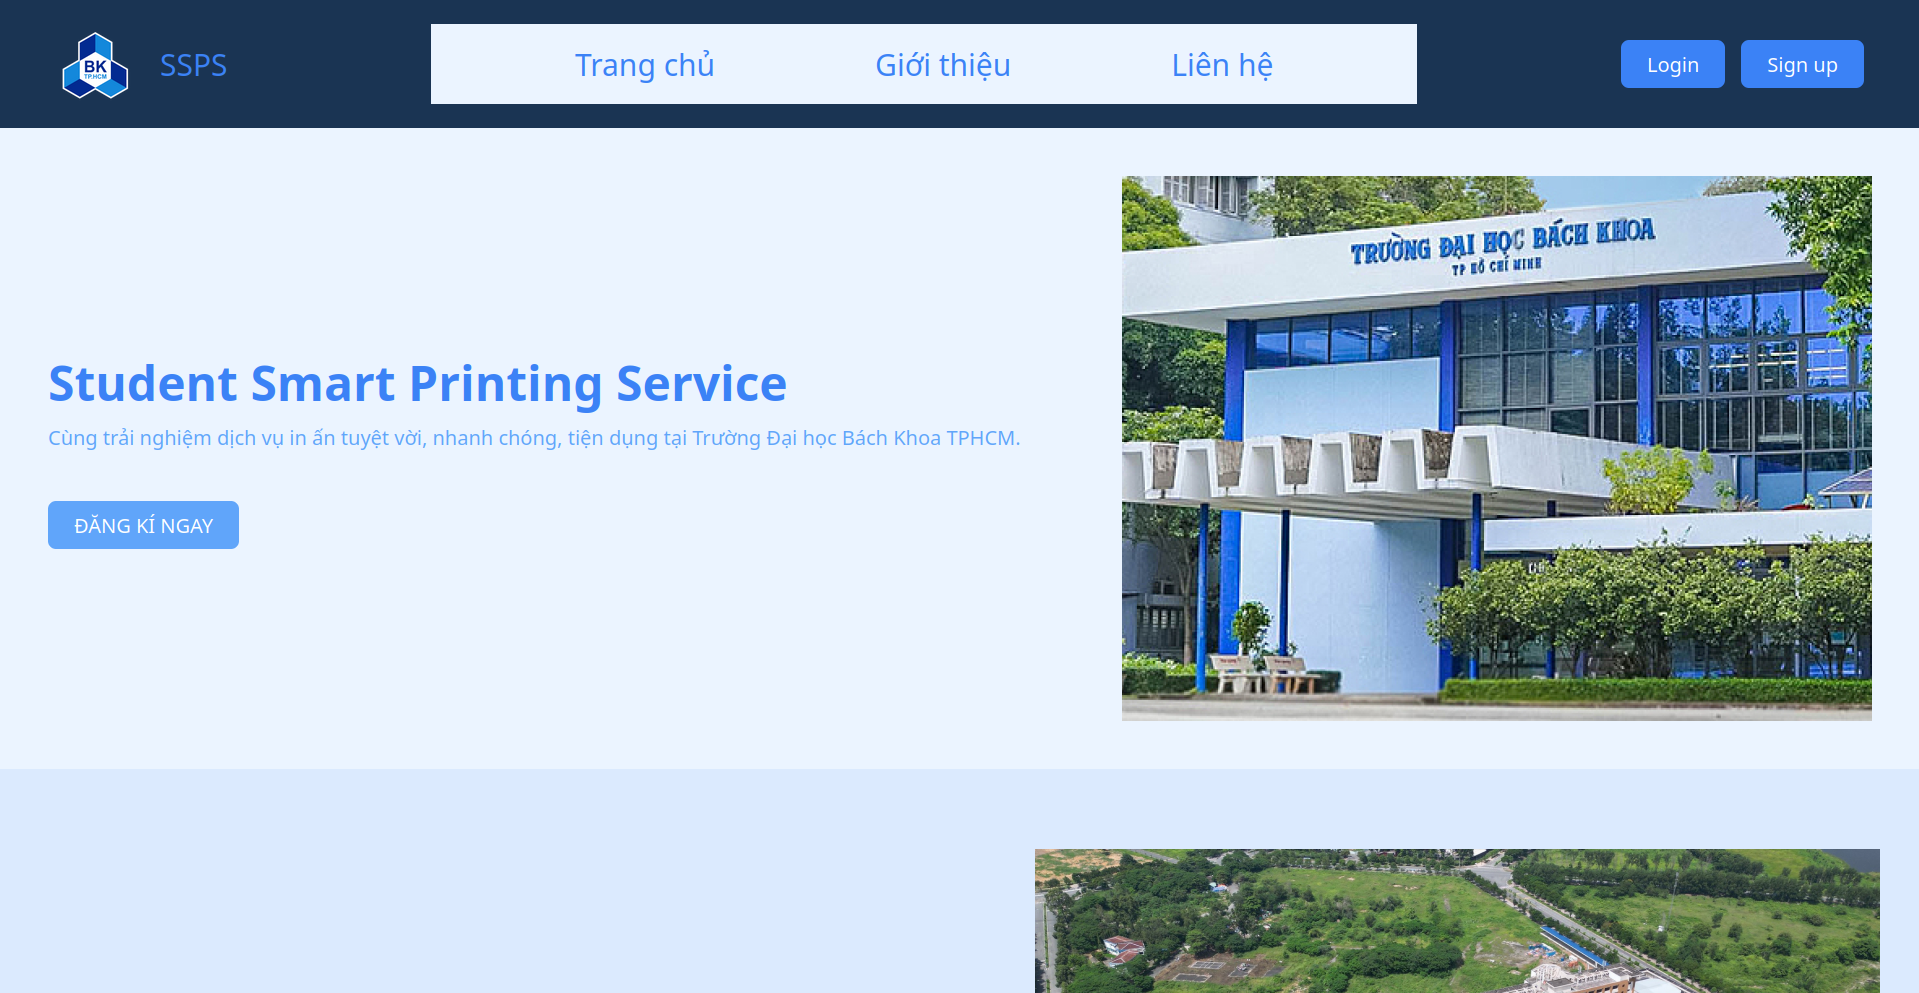 BK
TP.HCM
SSPS
Trang chủ
Giới thiệu
Liên hệ
Login
Sign up
TRƯỜNG ĐẠI HỌC BÁCH KHOA
TP HỒ CHÍ MINH
Student Smart Printing Service
Cùng trải nghiệm dịch vụ in ấn tuyệt vời, nhanh chóng, tiện dụng tại Trường Đại học Bách Khoa TPHCM.
ĐĂNG KÍ NGAY